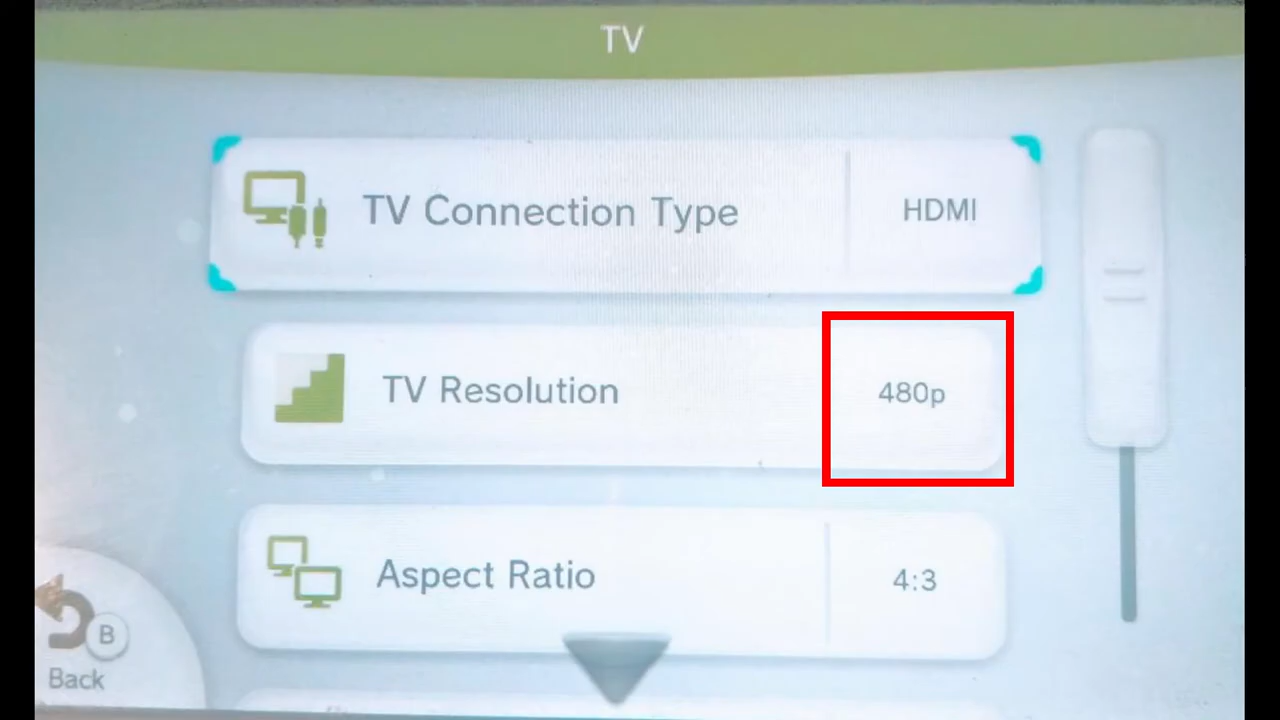 TV
TV Connection Type
HDMI
TV Resolution
480p
Aspect Ratio
4:3
B
Back